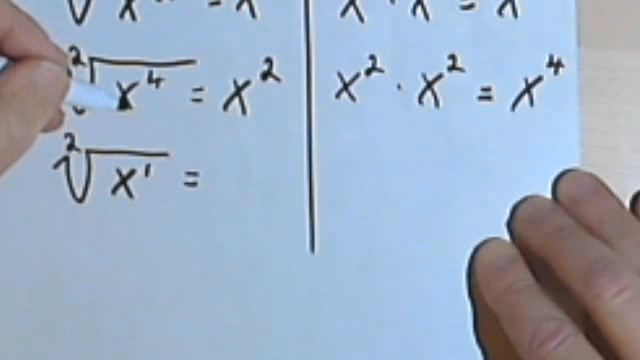 ²√x⁴ = x²
x² · x² = x⁴
²√x¹ =